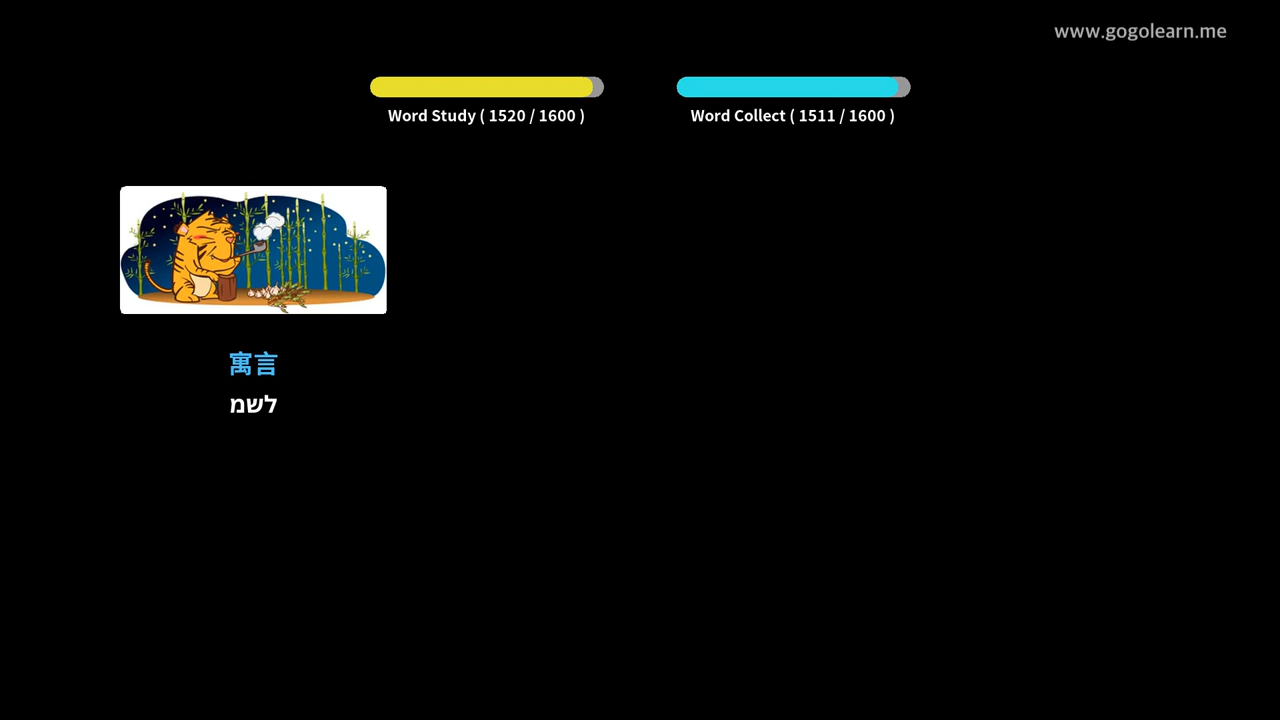 www.gogolearn.me
Word Study ( 1520 / 1600 )
Word Collect ( 1511 / 1600 )
寓言
לשמ